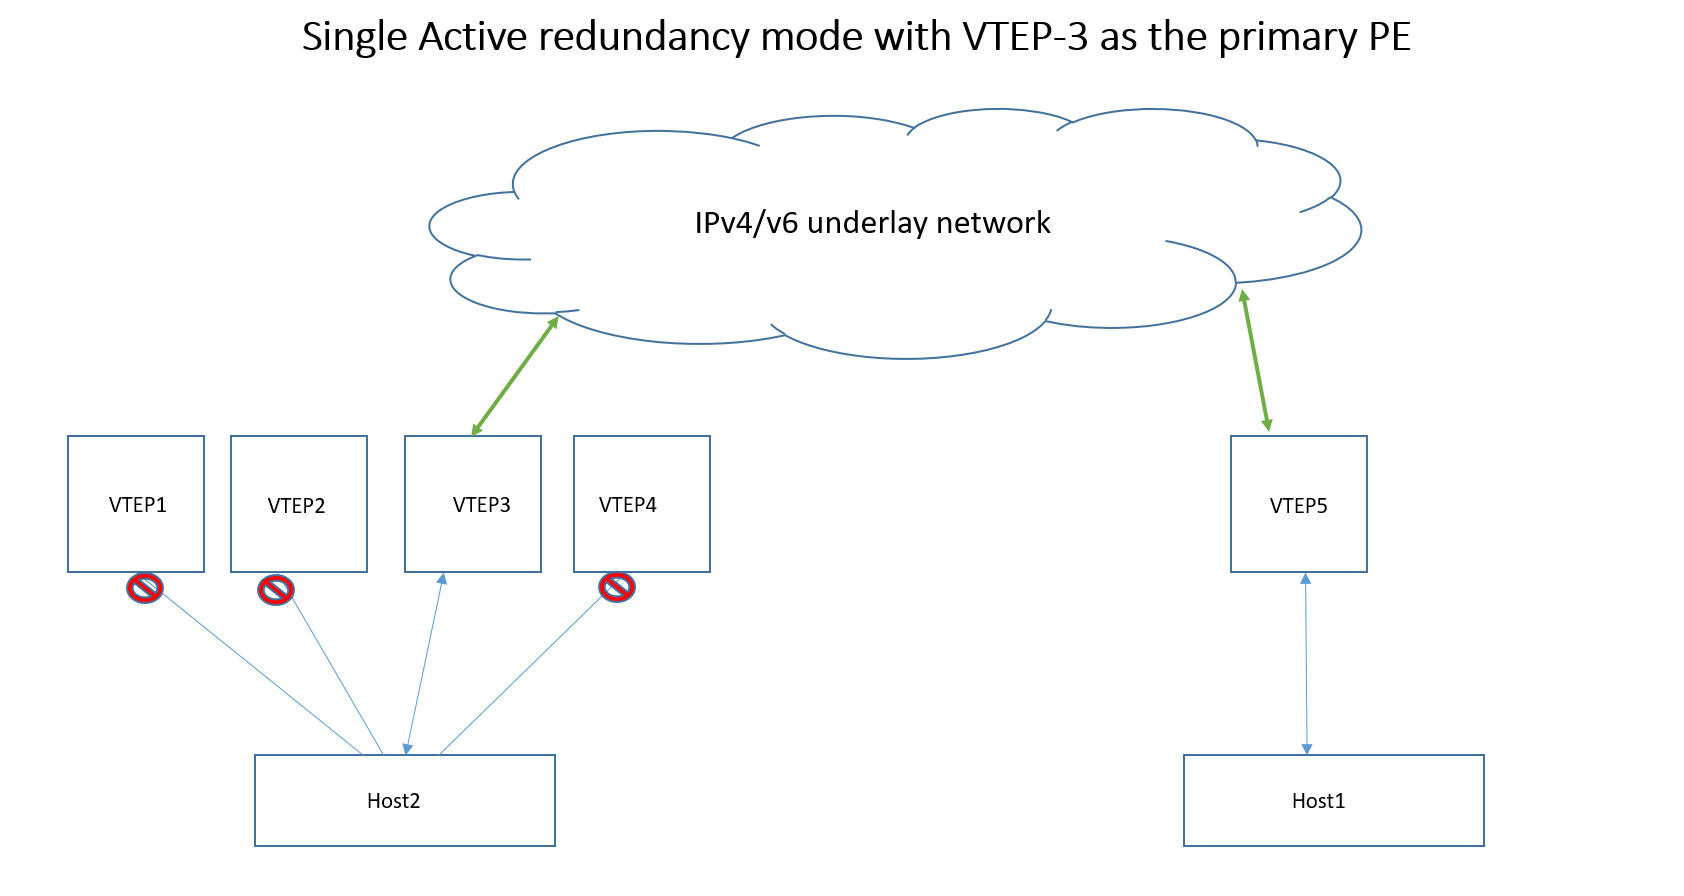 Single Active redundancy mode with VTEP-3 as the primary PE
IPv4/v6 underlay network
VTEP1
VTEP2
VTEP3
VTEP4
VTEP5
Host2
Host1